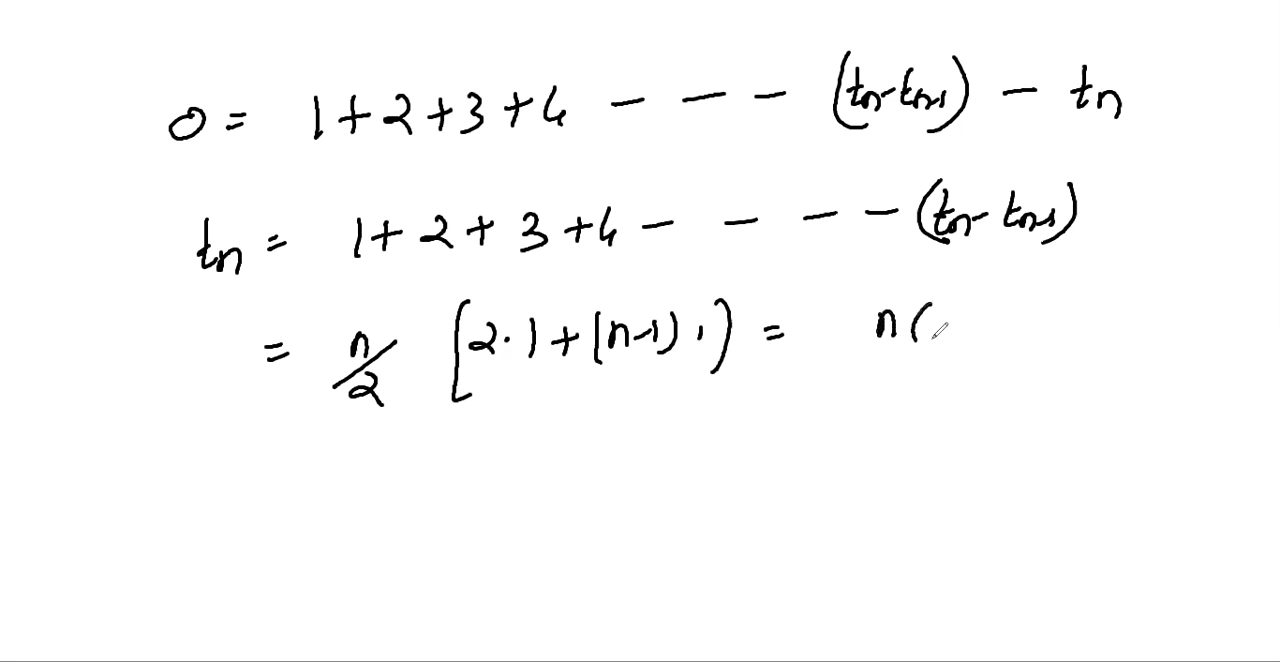 0 = 1 + 2 + 3 + 4 - - - (tn - tn-1) - tn
tn = 1 + 2 + 3 + 4 - - - - (tn - tn-1)
= n/2 [2·1 + (n-1)1] = n(